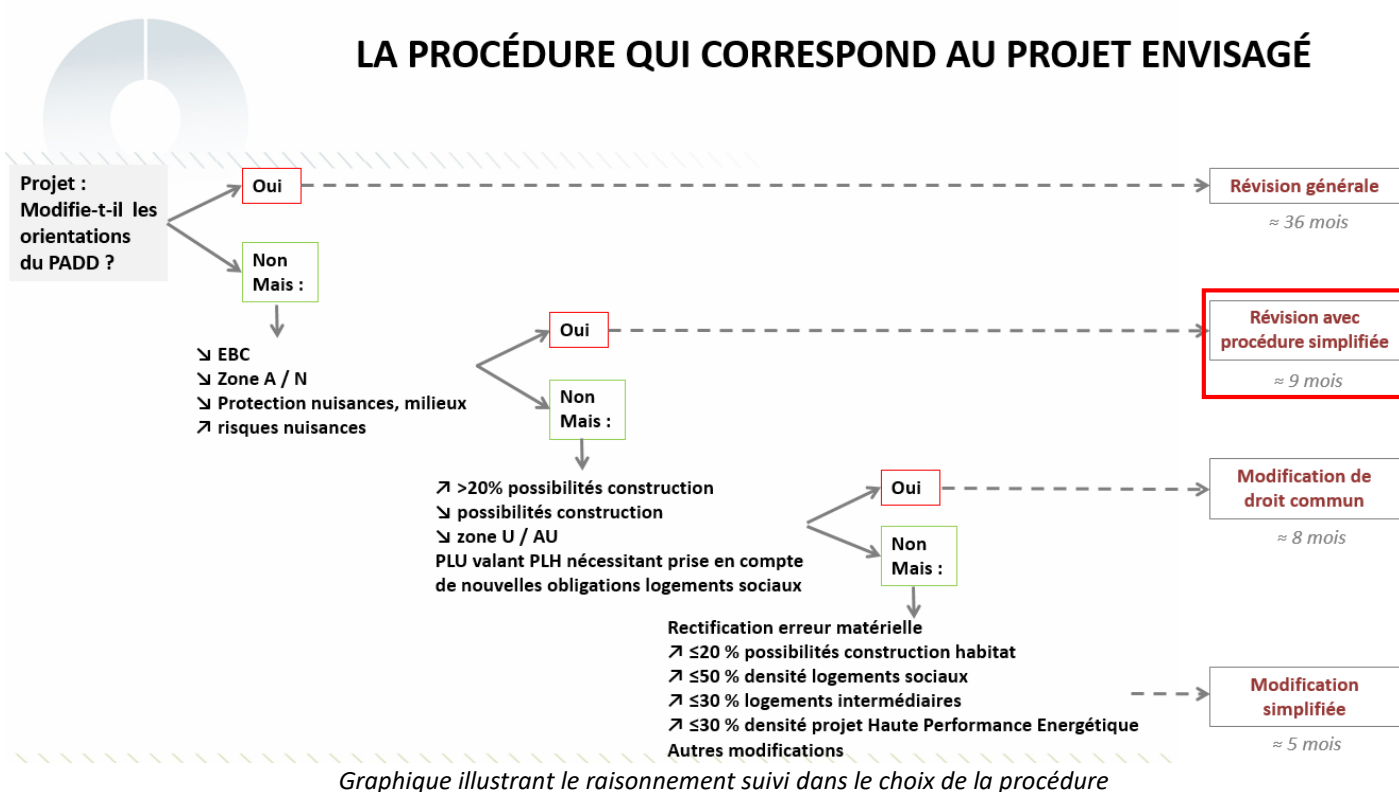 LA PROCÉDURE QUI CORRESPOND AU PROJET ENVISAGÉ
Projet :
Modifie-t-il les
orientations
du PADD ?
Oui
Révision générale
≈ 36 mois
Non
Mais :
↘ EBC
↘ Zone A / N
↘ Protection nuisances, milieux
↗ risques nuisances
Oui
Révision avec
procédure simplifiée
≈ 9 mois
Non
Mais :
↗ >20% possibilités construction
↘ possibilités construction
↘ zone U / AU
PLU valant PLH nécessitant prise en compte
de nouvelles obligations logements sociaux
Oui
Modification de
droit commun
≈ 8 mois
Non
Mais :
Rectification erreur matérielle
↗ ≤20 % possibilités construction habitat
↗ ≤50 % densité logements sociaux
↗ ≤30 % logements intermédiaires
↗ ≤30 % densité projet Haute Performance Energétique
Autres modifications
Modification
simplifiée
≈ 5 mois
Graphique illustrant le raisonnement suivi dans le choix de la procédure